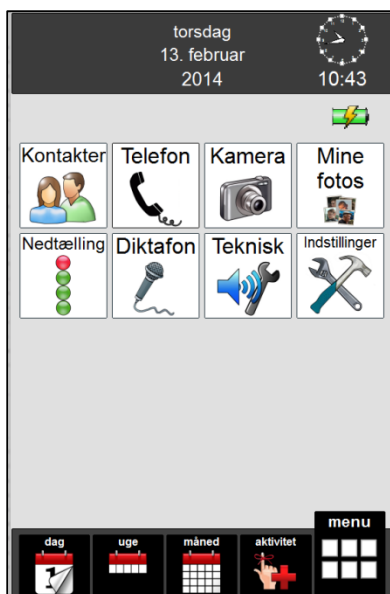 torsdag
13. februar
2014
10:43
Kontakter
Telefon
Kamera
Mine
fotos
Nedtælling
Diktafon
Teknisk
Indstillinger
dag
uge
måned
aktivitet
menu